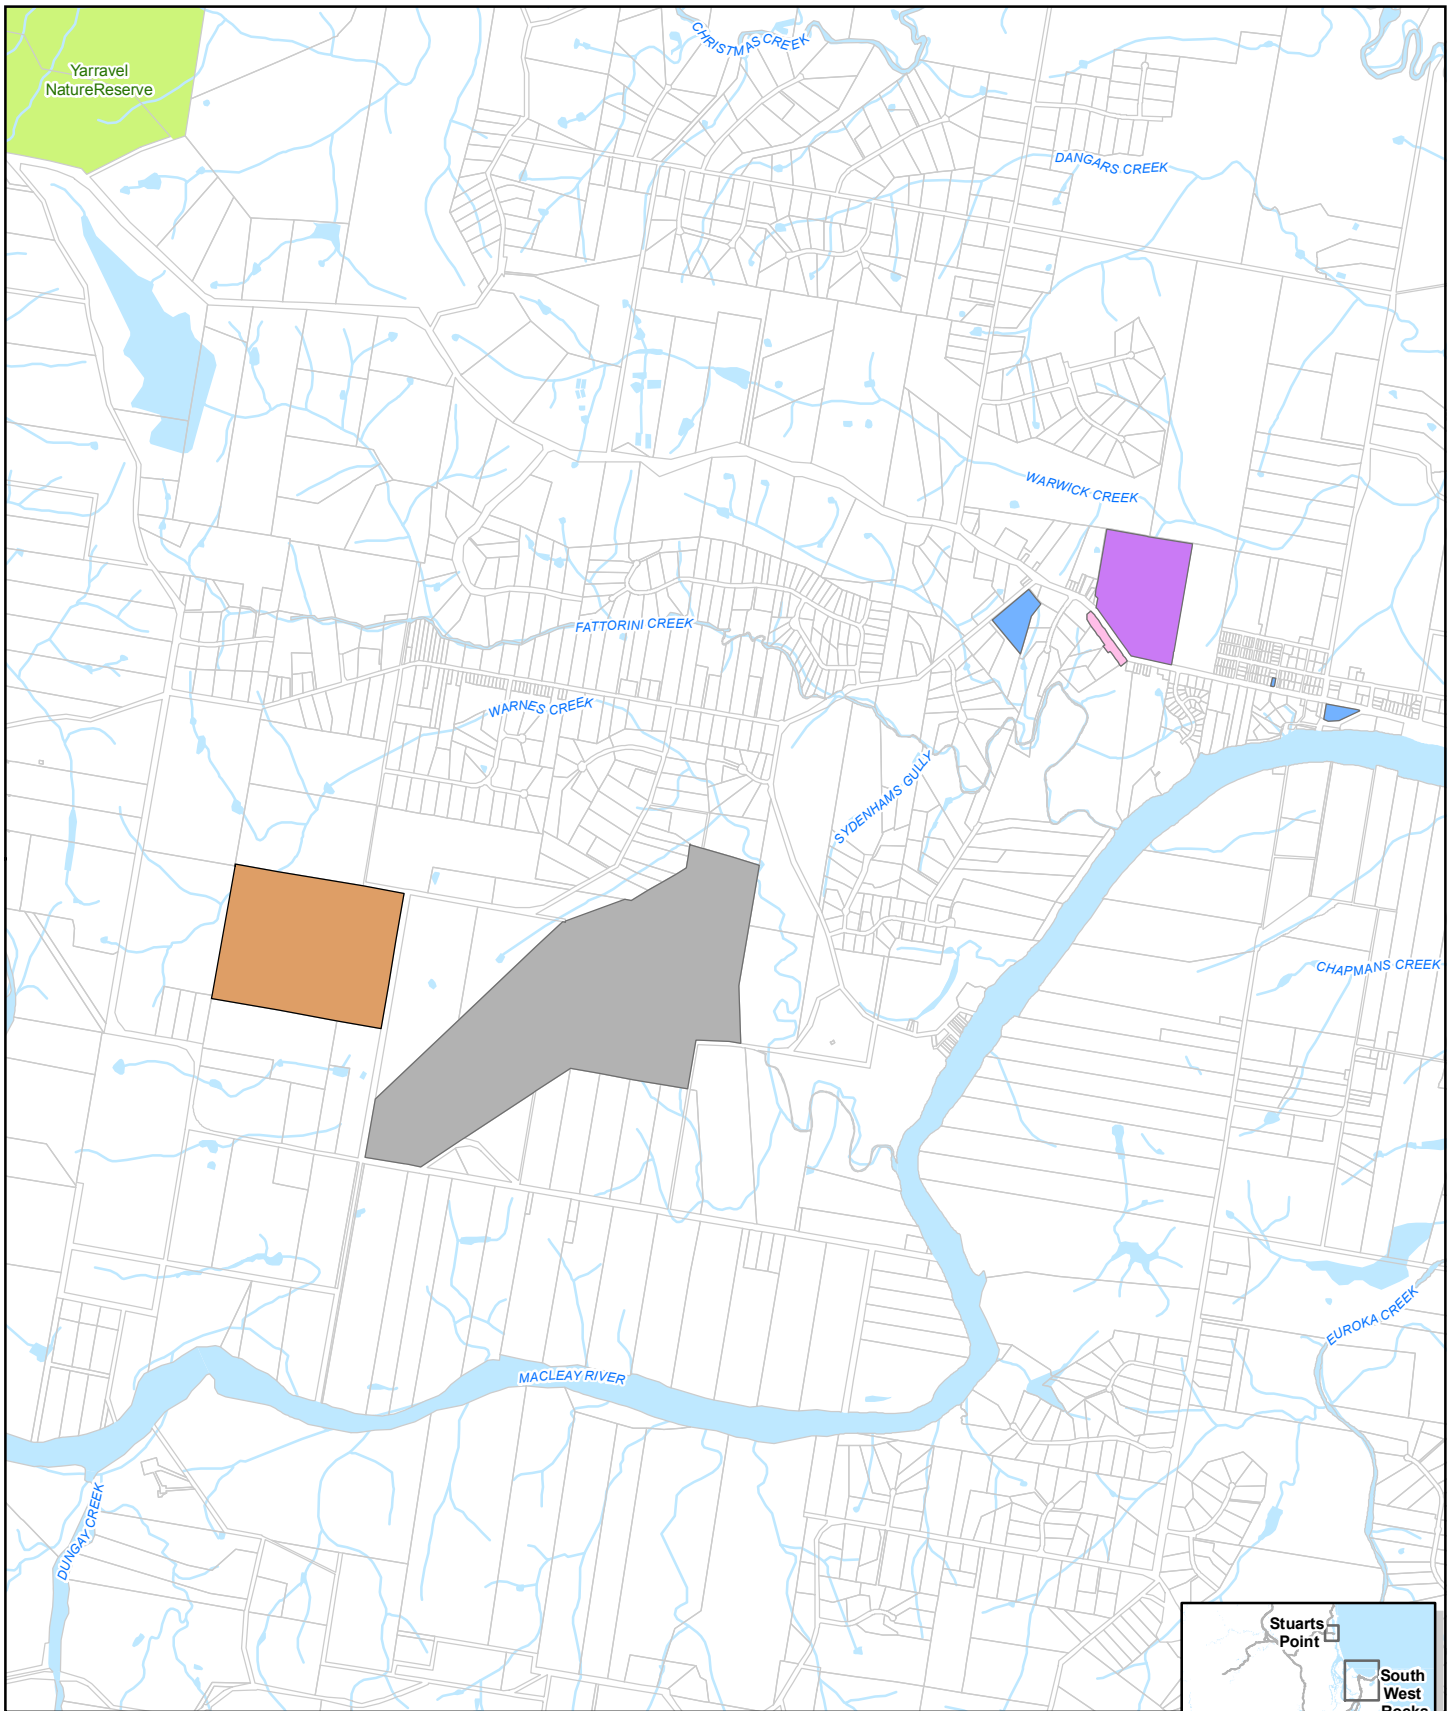 CHRISTMAS CREEK
Yarravel
NatureReserve
DANGARS CREEK
WARWICK CREEK
FATTORINI CREEK
WARNES CREEK
SYDENHAMS GULLY
CHAPMANS CREEK
EUROKA CREEK
MACLEAY RIVER
DUNGAY CREEK
Stuarts
Point
South
West
Rocks